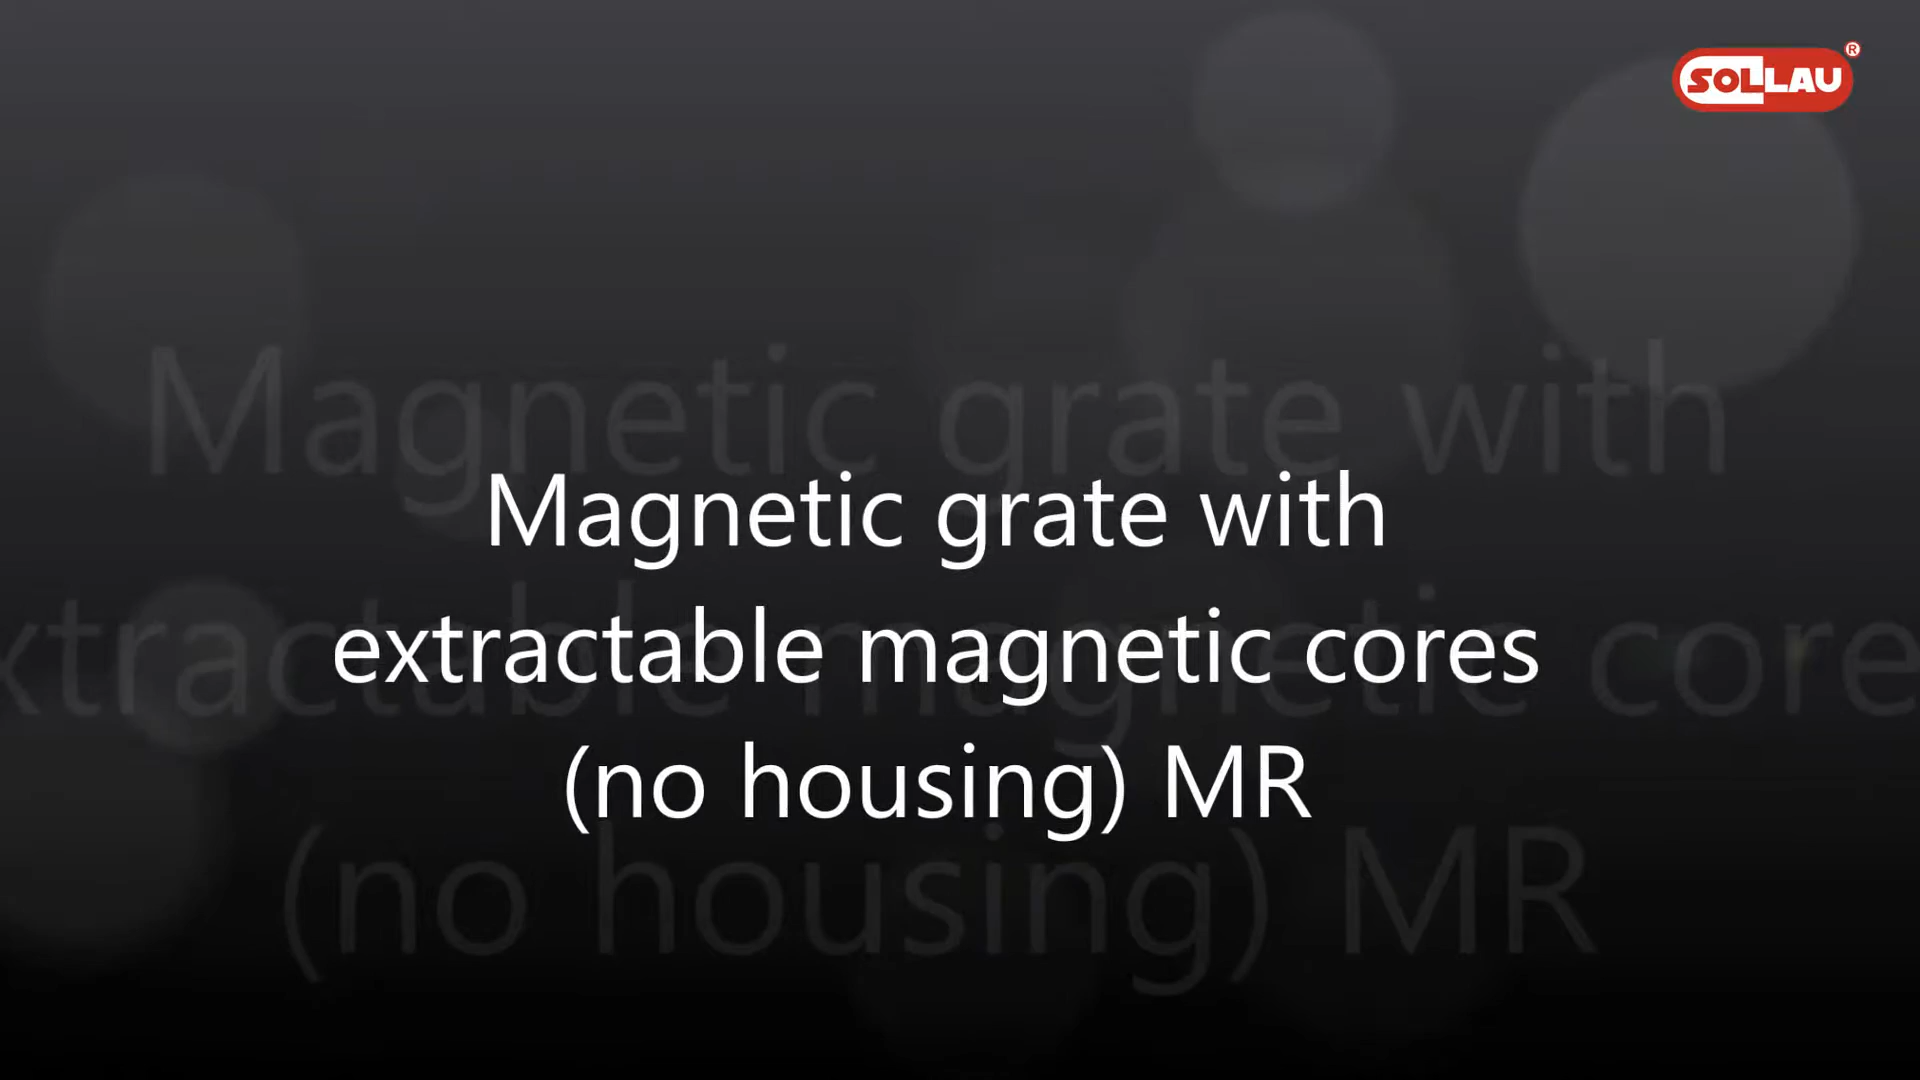 SOLLAU®
Magnetic grate with
extractable magnetic cores
(no housing) MR